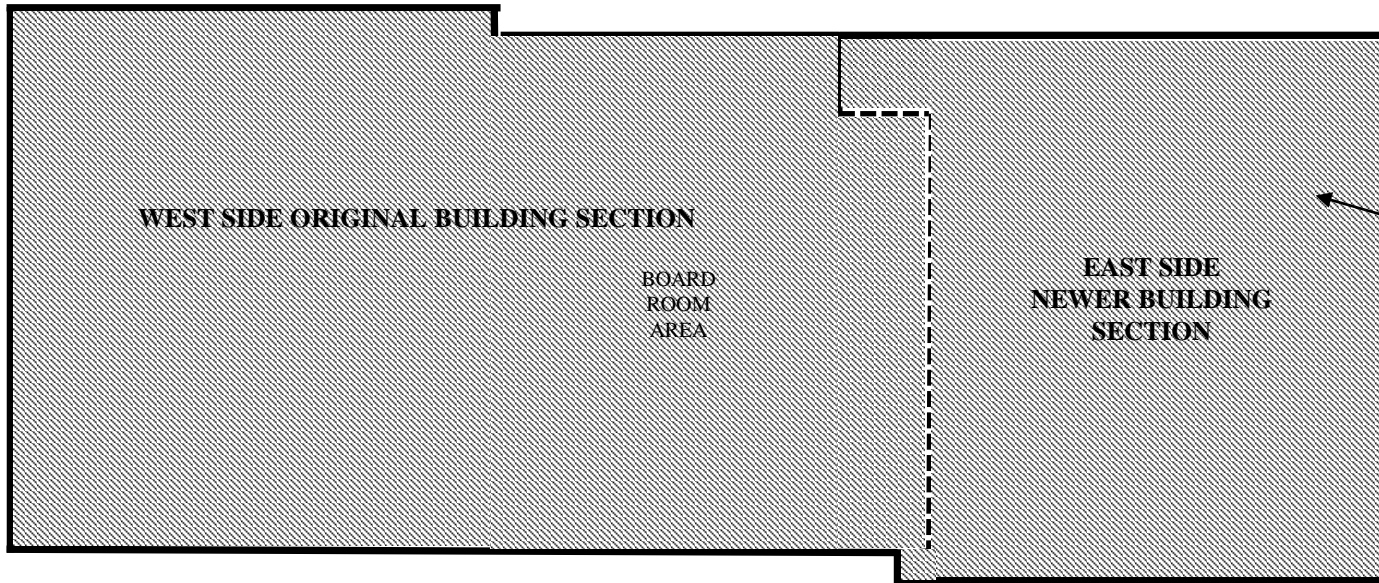 WEST SIDE ORIGINAL BUILDING SECTION
BOARD
ROOM
AREA
EAST SIDE
NEWER BUILDING
SECTION